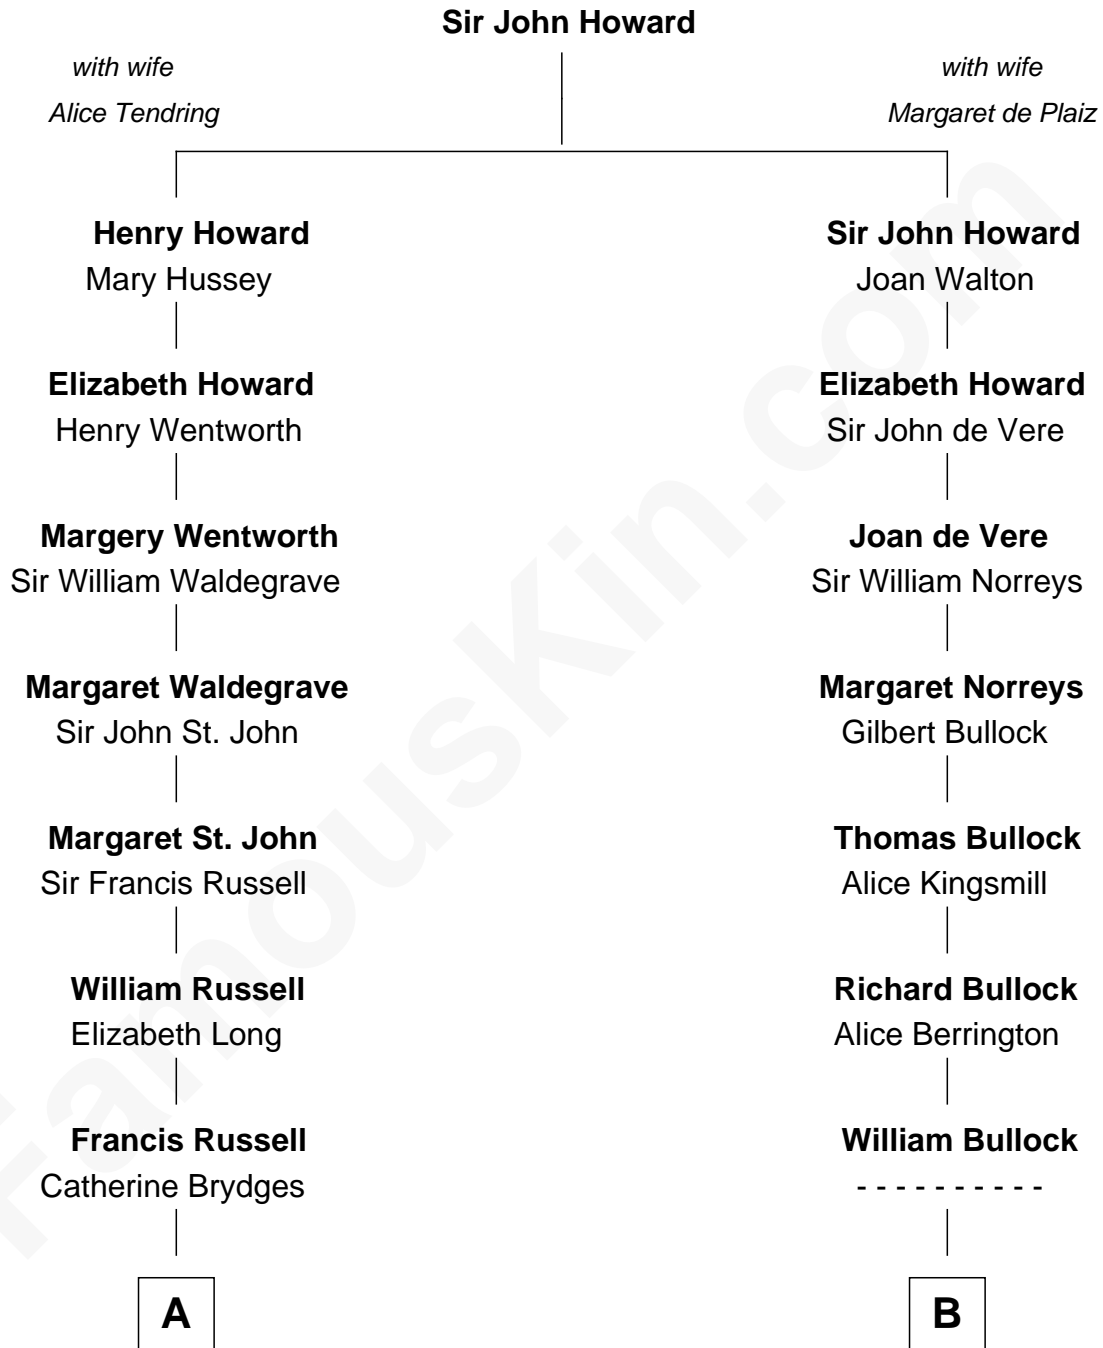 Sir John Howard
with wife
Alice Tendring
with wife
Margaret de Plaiz
Henry Howard
Mary Hussey
Sir John Howard
Joan Walton
Elizabeth Howard
Henry Wentworth
Elizabeth Howard
Sir John de Vere
Margery Wentworth
Sir William Waldegrave
Joan de Vere
Sir William Norreys
Margaret Waldegrave
Sir John St. John
Margaret Norreys
Gilbert Bullock
Margaret St. John
Sir Francis Russell
Thomas Bullock
Alice Kingsmill
William Russell
Elizabeth Long
Richard Bullock
Alice Berrington
Francis Russell
Catherine Brydges
William Bullock
- - - - - - - - - -
A
B
FamousKin.com